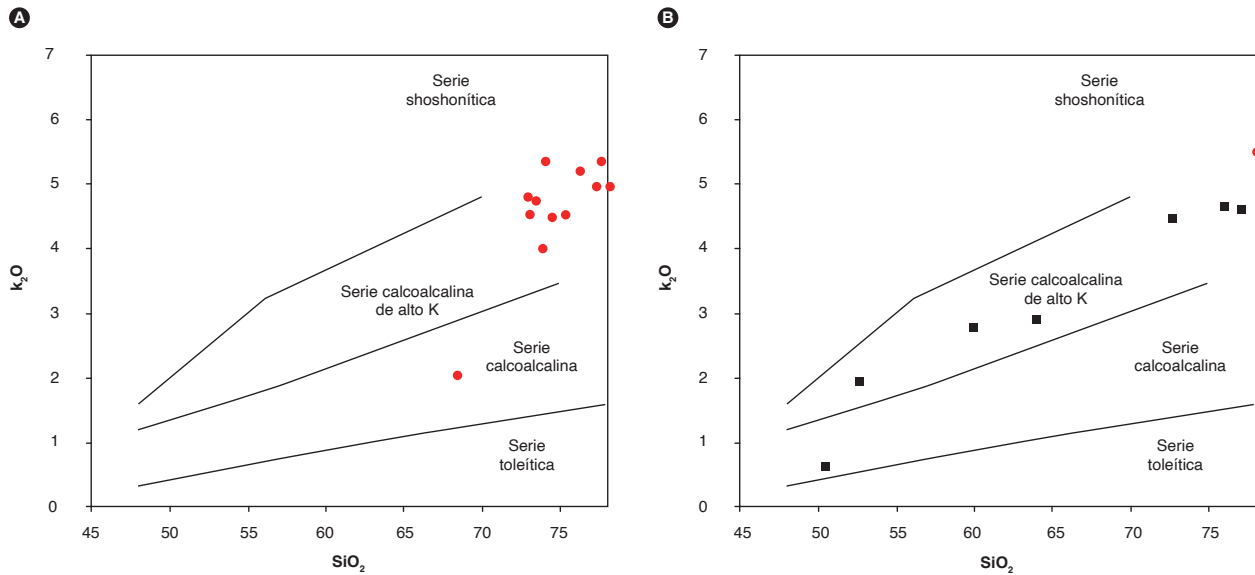 A
7
6
5
4
3
2
1
0
k₂O
45
50
55
60
65
70
75
SiO₂
Serie
shoshonítica
Serie calcoalcalina
de alto K
Serie
calcoalcalina
Serie
toleítica
B
7
6
5
4
3
2
1
0
k₂O
45
50
55
60
65
70
75
SiO₂
Serie
shoshonítica
Serie calcoalcalina
de alto K
Serie
calcoalcalina
Serie
toleítica